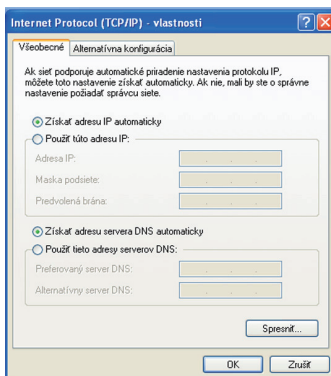 Internet Protocol (TCP/IP) - vlastnosti
Všeobecné
Alternatívna konfigurácia
Ak sieť podporuje automatické priradenie nastavenia protokolu IP,
môžete toto nastavenie získať automaticky. Ak nie, mali by ste o správne
nastavenie požiadať správcu siete.
Získať adresu IP automaticky
Použiť túto adresu IP:
Adresa IP:
Maska podsiete:
Predvolená brána:
Získať adresu servera DNS automaticky
Použiť tieto adresy serverov DNS:
Preferovaný server DNS:
Alternatívny server DNS:
Spresniť...
OK
Zrušiť